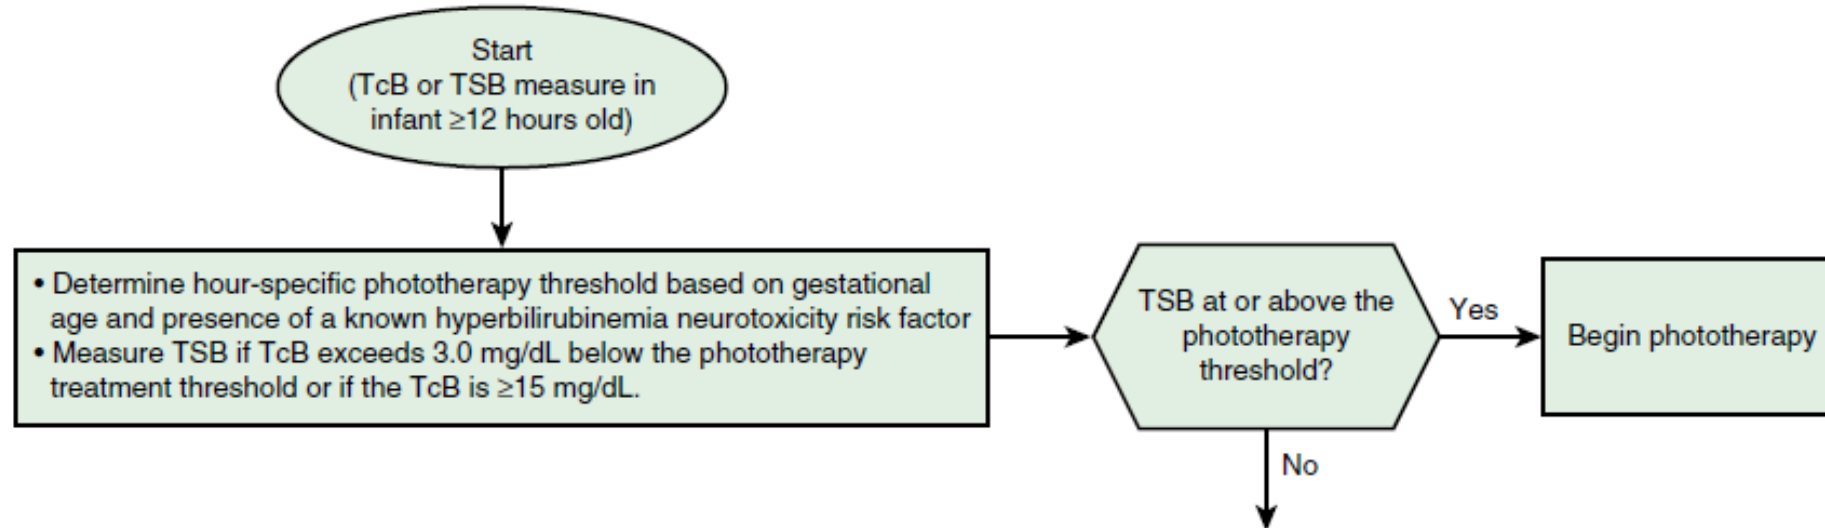 Start
(TcB or TSB measure in
infant ≥12 hours old)
• Determine hour-specific phototherapy threshold based on gestational
age and presence of a known hyperbilirubinemia neurotoxicity risk factor
• Measure TSB if TcB exceeds 3.0 mg/dL below the phototherapy
treatment threshold or if the TcB is ≥15 mg/dL.
TSB at or above the
phototherapy
threshold?
Yes
Begin phototherapy
No